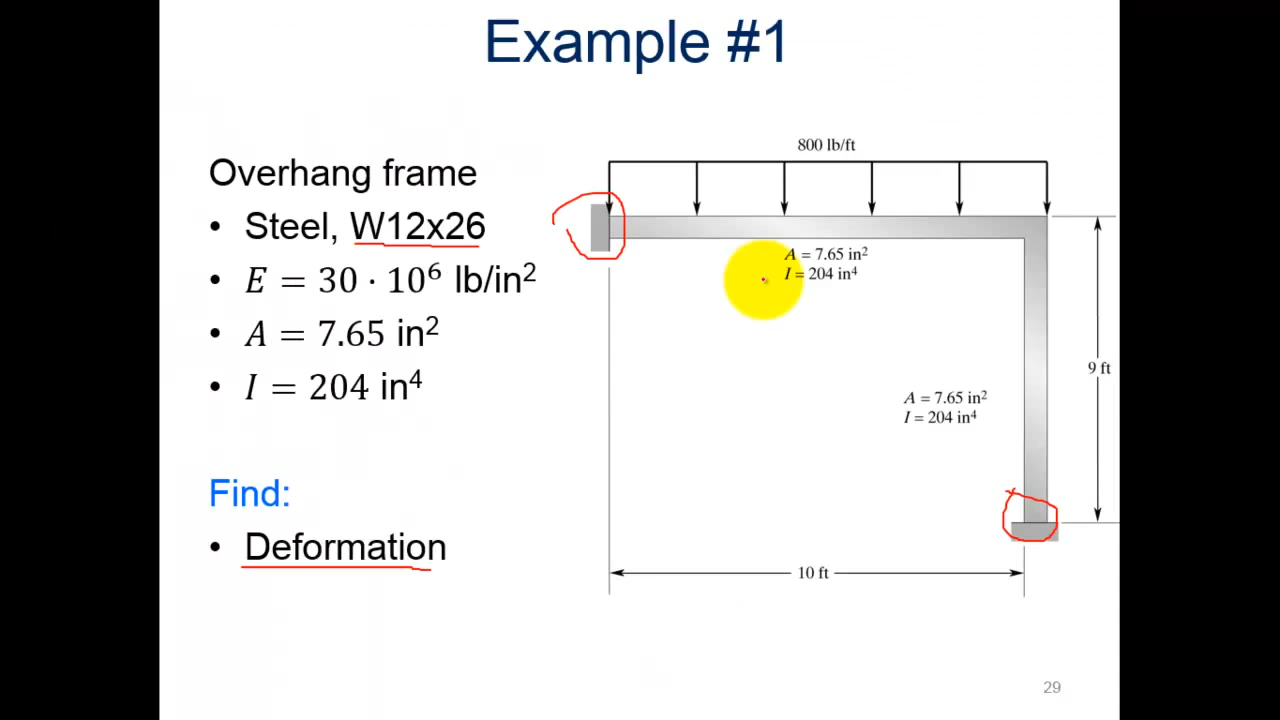 Example #1
Overhang frame
• Steel, W12x26
• E = 30 · 10⁶ lb/in²
• A = 7.65 in²
• I = 204 in⁴
Find:
• Deformation
800 lb/ft
A = 7.65 in²
I = 204 in⁴
9 ft
A = 7.65 in²
I = 204 in⁴
10 ft
29